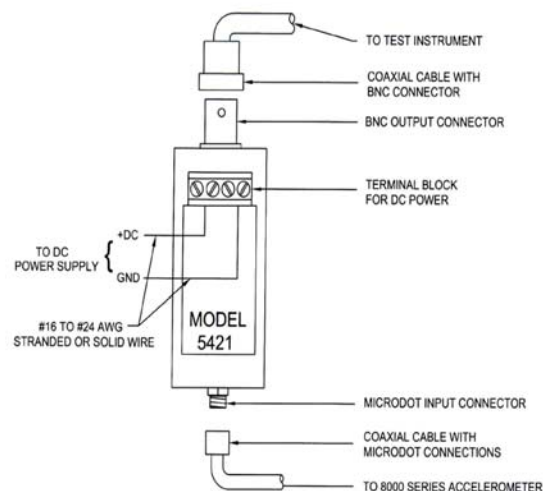 TO TEST INSTRUMENT
COAXIAL CABLE WITH
BNC CONNECTOR
BNC OUTPUT CONNECTOR
TERMINAL BLOCK
FOR DC POWER
+DC
TO DC
POWER SUPPLY
GND
#16 TO #24 AWG
STRANDED OR SOLID WIRE
MODEL
5421
MICRODOT INPUT CONNECTOR
COAXIAL CABLE WITH
MICRODOT CONNECTIONS
TO 8000 SERIES ACCELEROMETER